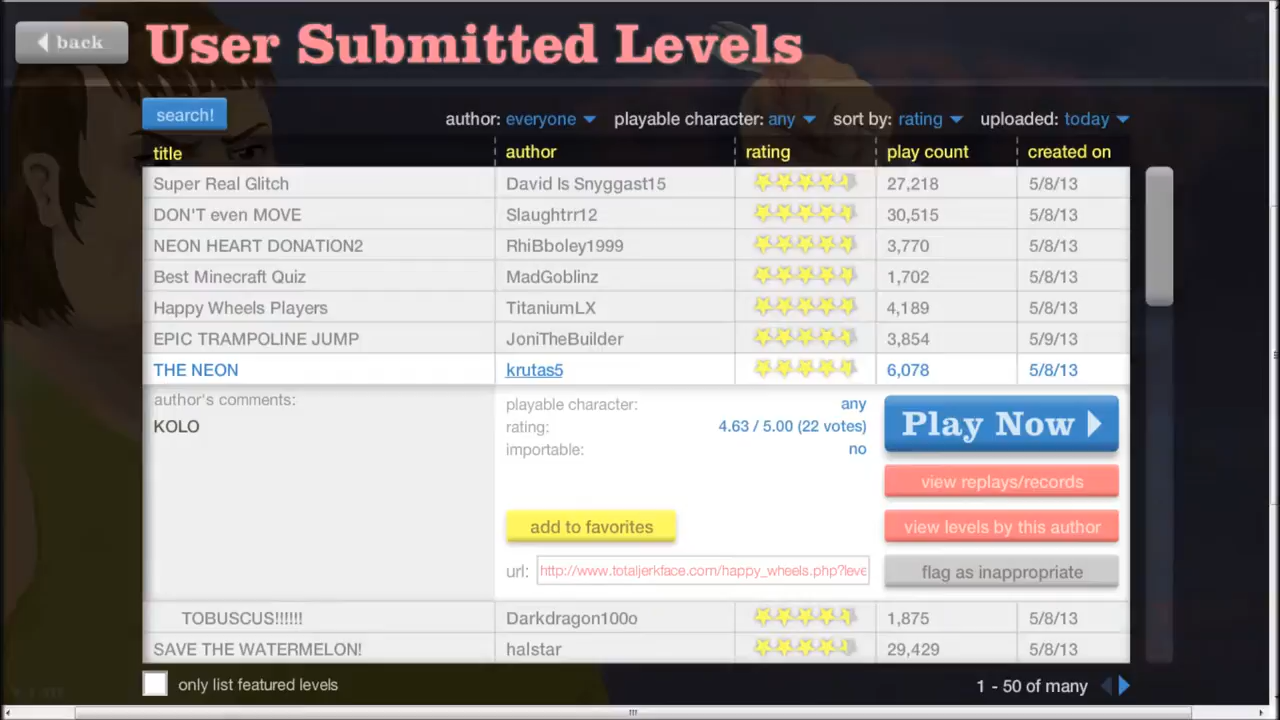 back
User Submitted Levels
search!
author: everyone playable character: any sort by: rating uploaded: today
title author rating play count created on
Super Real Glitch David Is Snyggast15 27,218 5/8/13
DON'T even MOVE Slaughtrr12 30,515 5/8/13
NEON HEART DONATION2 RhiBboley1999 3,770 5/8/13
Best Minecraft Quiz MadGoblinz 1,702 5/8/13
Happy Wheels Players TitaniumLX 4,189 5/8/13
EPIC TRAMPOLINE JUMP JoniTheBuilder 3,854 5/9/13
THE NEON krutas5 6,078 5/8/13
author's comments:
KOLO
playable character: any
rating: 4.63 / 5.00 (22 votes)
importable: no
add to favorites
url: http://www.totaljerkface.com/happy_wheels.php?leve
Play Now
view replays/records
view levels by this author
flag as inappropriate
TOBUSCUS!!!!!! Darkdragon100o 1,875 5/8/13
SAVE THE WATERMELON! halstar 29,429 5/8/13
only list featured levels
1 - 50 of many